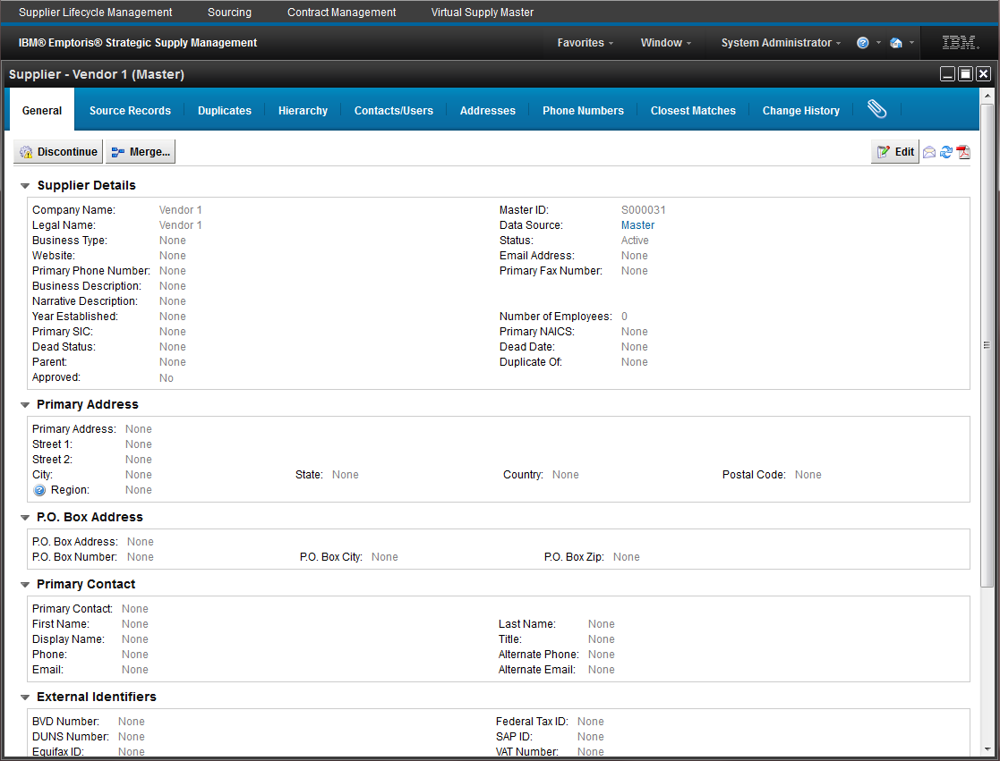 Supplier Lifecycle Management Sourcing Contract Management Virtual Supply Master
IBM® Emptoris® Strategic Supply Management Favorites Window System Administrator IBM.
Supplier - Vendor 1 (Master)
General Source Records Duplicates Hierarchy Contacts/Users Addresses Phone Numbers Closest Matches Change History
Discontinue Merge... Edit
Supplier Details
Company Name: Vendor 1 Master ID: S000031
Legal Name: Vendor 1 Data Source: Master
Business Type: None Status: Active
Website: None Email Address: None
Primary Phone Number: None Primary Fax Number: None
Business Description: None
Narrative Description: None
Year Established: None Number of Employees: 0
Primary SIC: None Primary NAICS: None
Dead Status: None Dead Date: None
Parent: None Duplicate Of: None
Approved: No
Primary Address
Primary Address: None
Street 1: None
Street 2: None
City: None State: None Country: None Postal Code: None
Region: None
P.O. Box Address
P.O. Box Address: None
P.O. Box Number: None P.O. Box City: None P.O. Box Zip: None
Primary Contact
Primary Contact: None
First Name: None Last Name: None
Display Name: None Title: None
Phone: None Alternate Phone: None
Email: None Alternate Email: None
External Identifiers
BVD Number: None Federal Tax ID: None
DUNS Number: None SAP ID: None
Equifax ID: None VAT Number: None